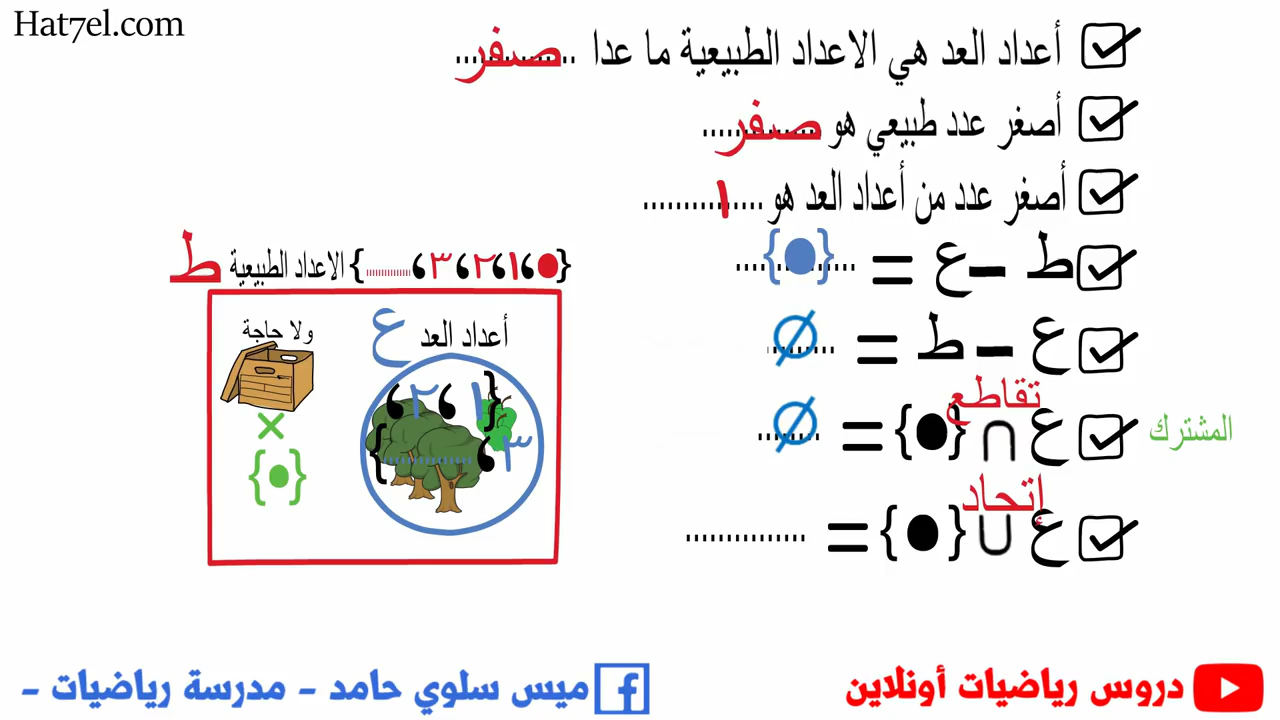 Hat7el.com
أعداد العد هي الاعداد الطبيعية ما عدا صفر
أصغر عدد طبيعي هو صفر
أصغر عدد من أعداد العد هو ١
ط – ع = {٠}
ع – ط = ∅
تقاطع
ع ∩ {٠} = ∅
المشترك
إتحاد
ع ∪ {٠} = ...............
ط الاعداد الطبيعية {٠،١،٢،٣،...............}
أعداد العد ع
{١،٢،
٣،...............}
ولا حاجة
×
{٠}
دروس رياضيات أونلاين
ميس سلوي حامد - مدرسة رياضيات -